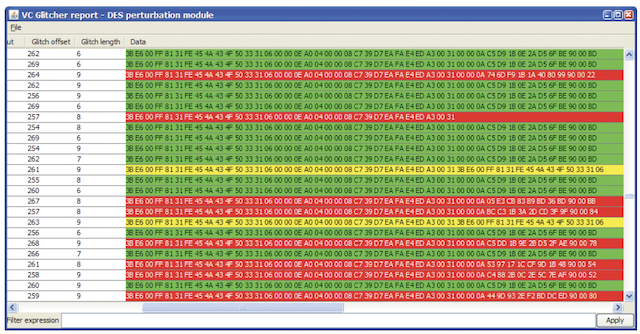 VC Glitcher report - DES perturbation module
File
ut Glitch offset Glitch length Data
262 6 3B E6 00 FF 81 31 FE 45 4A 43 4F 50 33 31 06 00 00 0E A0 04 00 00 08 C7 39 D7 EA FA E4 ED A3 00 31 00 00 0A C5 D9 1B 0E 2A D5 6F BE 90 00 BD
269 6 3B E6 00 FF 81 31 FE 45 4A 43 4F 50 33 31 06 00 00 0E A0 04 00 00 08 C7 39 D7 EA FA E4 ED A3 00 31 00 00 0A C5 D9 1B 0E 2A D5 6F BE 90 00 BD
264 9 3B E6 00 FF 81 31 FE 45 4A 43 4F 50 33 31 06 00 00 0E A0 04 00 00 08 C7 39 D7 EA FA E4 ED A3 00 31 00 00 0A 74 6D F9 1B 1A 40 80 99 90 00 22
262 9 3B E6 00 FF 81 31 FE 45 4A 43 4F 50 33 31 06 00 00 0E A0 04 00 00 08 C7 39 D7 EA FA E4 ED A3 00 31 00 00 0A C5 D9 1B 0E 2A D5 6F BE 90 00 BD
256 9 3B E6 00 FF 81 31 FE 45 4A 43 4F 50 33 31 06 00 00 0E A0 04 00 00 08 C7 39 D7 EA FA E4 ED A3 00 31 00 00 0A C5 D9 1B 0E 2A D5 6F BE 90 00 BD
269 6 3B E6 00 FF 81 31 FE 45 4A 43 4F 50 33 31 06 00 00 0E A0 04 00 00 08 C7 39 D7 EA FA E4 ED A3 00 31 00 00 0A C5 D9 1B 0E 2A D5 6F BE 90 00 BD
257 8 3B E6 00 FF 81 31 FE 45 4A 43 4F 50 33 31 06 00 00 0E A0 04 00 00 08 C7 39 D7 EA FA E4 ED A3 00 31
254 8 3B E6 00 FF 81 31 FE 45 4A 43 4F 50 33 31 06 00 00 0E A0 04 00 00 08 C7 39 D7 EA FA E4 ED A3 00 31 00 00 0A C5 D9 1B 0E 2A D5 6F BE 90 00 BD
269 8 3B E6 00 FF 81 31 FE 45 4A 43 4F 50 33 31 06 00 00 0E A0 04 00 00 08 C7 39 D7 EA FA E4 ED A3 00 31 00 00 0A C5 D9 1B 0E 2A D5 6F BE 90 00 BD
254 9 3B E6 00 FF 81 31 FE 45 4A 43 4F 50 33 31 06 00 00 0E A0 04 00 00 08 C7 39 D7 EA FA E4 ED A3 00 31 00 00 0A C5 D9 1B 0E 2A D5 6F BE 90 00 BD
262 7 3B E6 00 FF 81 31 FE 45 4A 43 4F 50 33 31 06 00 00 0E A0 04 00 00 08 C7 39 D7 EA FA E4 ED A3 00 31 00 00 0A C5 D9 1B 0E 2A D5 6F BE 90 00 BD
261 9 3B E6 00 FF 81 31 FE 45 4A 43 4F 50 33 31 06 00 00 0E A0 04 00 00 08 C7 39 D7 EA FA E4 ED A3 00 31 3B E6 00 FF 81 31 FE 45 4A 43 4F 50 33 31 06
255 8 3B E6 00 FF 81 31 FE 45 4A 43 4F 50 33 31 06 00 00 0E A0 04 00 00 08 C7 39 D7 EA FA E4 ED A3 00 31 00 00 0A C5 D9 1B 0E 2A D5 6F BE 90 00 BD
260 6 3B E6 00 FF 81 31 FE 45 4A 43 4F 50 33 31 06 00 00 0E A0 04 00 00 08 C7 39 D7 EA FA E4 ED A3 00 31 00 00 0A C5 D9 1B 0E 2A D5 6F BE 90 00 BD
267 8 3B E6 00 FF 81 31 FE 45 4A 43 4F 50 33 31 06 00 00 0E A0 04 00 00 08 C7 39 D7 EA FA E4 ED A3 00 31 00 00 0A 05 E3 CB 83 B9 BD 36 BD 90 00 BB
257 8 3B E6 00 FF 81 31 FE 45 4A 43 4F 50 33 31 06 00 00 0E A0 04 00 00 08 C7 39 D7 EA FA E4 ED A3 00 31 00 00 0A BC C3 1B 3A 2D CD 3F 9F 90 00 84
263 9 3B E6 00 FF 81 31 FE 45 4A 43 4F 50 33 31 06 00 00 0E A0 04 00 00 08 C7 39 D7 EA FA E4 ED A3 00 31 3B E6 00 FF 81 31 FE 45 4A 43 4F 50 33 31 06
256 6 3B E6 00 FF 81 31 FE 45 4A 43 4F 50 33 31 06 00 00 0E A0 04 00 00 08 C7 39 D7 EA FA E4 ED A3 00 31 00 00 0A C5 D9 1B 0E 2A D5 6F BE 90 00 BD
268 9 3B E6 00 FF 81 31 FE 45 4A 43 4F 50 33 31 06 00 00 0E A0 04 00 00 08 C7 39 D7 EA FA E4 ED A3 00 31 00 00 0A C5 DD 1B 9E 2B D5 2F AE 90 00 78
266 7 3B E6 00 FF 81 31 FE 45 4A 43 4F 50 33 31 06 00 00 0E A0 04 00 00 08 C7 39 D7 EA FA E4 ED A3 00 31 00 00 0A C5 D9 1B 0E 2A D5 6F BE 90 00 BD
261 8 3B E6 00 FF 81 31 FE 45 4A 43 4F 50 33 31 06 00 00 0E A0 04 00 00 08 C7 39 D7 EA FA E4 ED A3 00 31 00 00 0A 53 97 17 1C CF 9D 1B 48 90 00 54
258 9 3B E6 00 FF 81 31 FE 45 4A 43 4F 50 33 31 06 00 00 0E A0 04 00 00 08 C7 39 D7 EA FA E4 ED A3 00 31 00 00 0A C4 88 2B 0C 2E 5C 7E AF 90 00 52
260 9 3B E6 00 FF 81 31 FE 45 4A 43 4F 50 33 31 06 00 00 0E A0 04 00 00 08 C7 39 D7 EA FA E4 ED A3 00 31 00 00 0A C5 D9 1B 0E 2A D5 6F BE 90 00 BD
259 9 3B E6 00 FF 81 31 FE 45 4A 43 4F 50 33 31 06 00 00 0E A0 04 00 00 08 C7 39 D7 EA FA E4 ED A3 00 31 00 00 0A 44 9D 93 2E F2 BD DC ED 90 00 80
Filter expression Apply